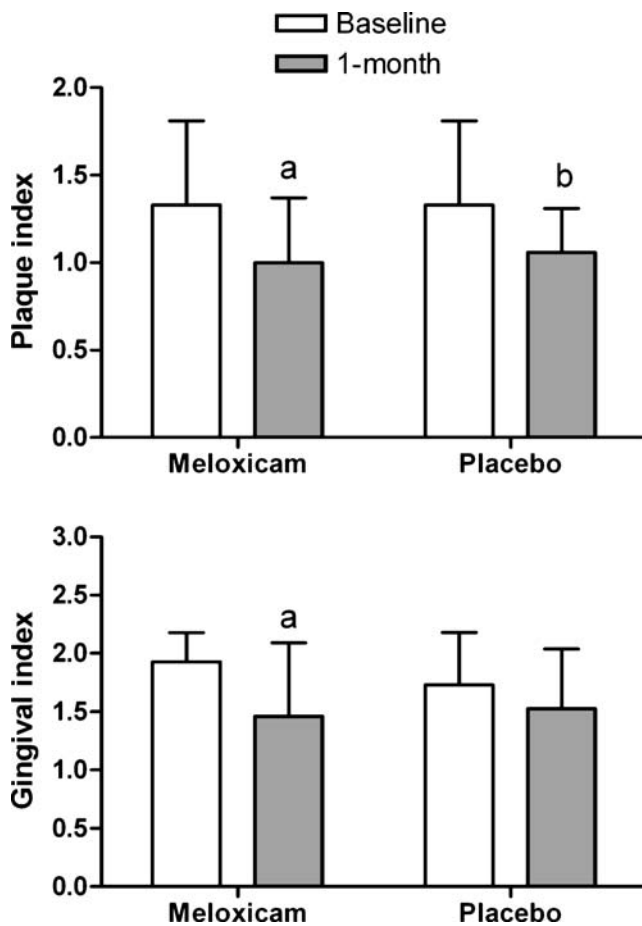 Baseline
1-month
Plaque index
2.0
1.5
1.0
0.5
0.0
a
b
Meloxicam Placebo
Gingival index
3.0
2.5
2.0
1.5
1.0
0.5
0.0
a
Meloxicam Placebo